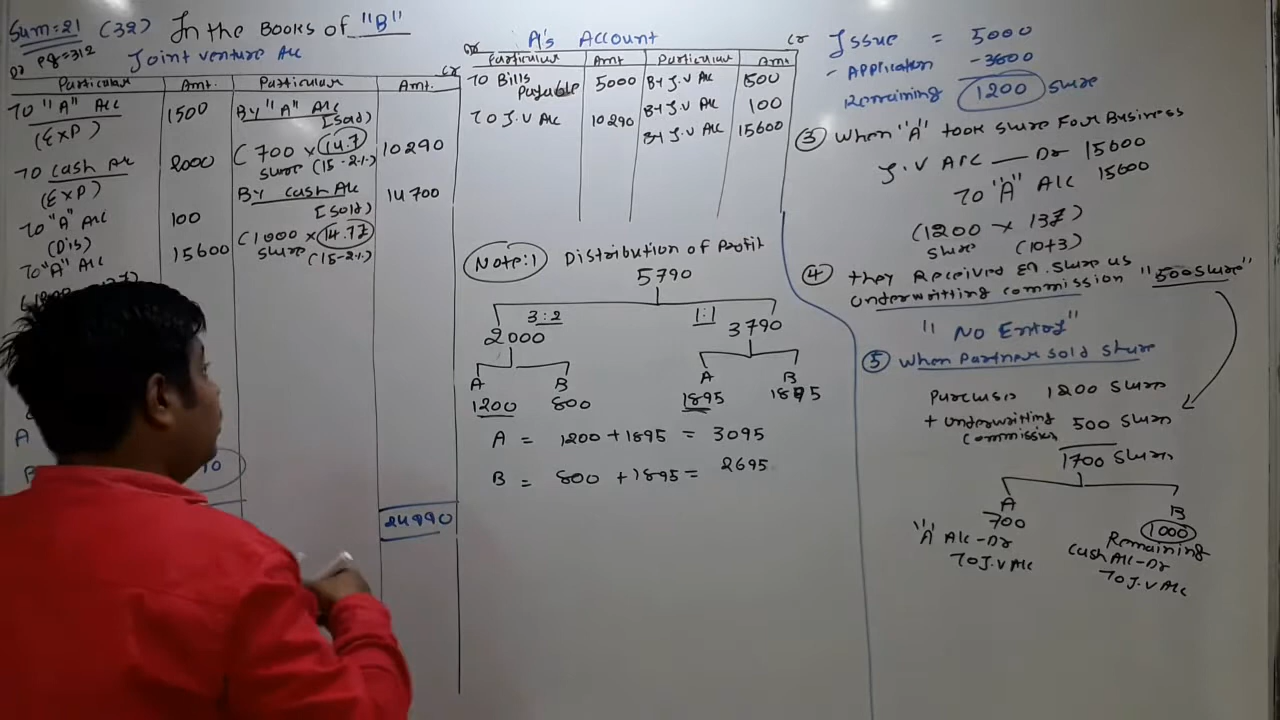 Sum=21 (32) In the Books of "B"
pg=312
Joint venture A/c
Dr
Cr
Particular Amt. Particular Amt.
To "A" A/c 1500 By "A" A/c
(Exp) [Sold]
(700 x 14.7 10290
share (15-2%)
To cash A/c 2000
(Exp) By cash A/c 14700
[Sold]
To "A" A/c 100
(Dis) (1000 x 14.77
share (15-2%)
To "A" A/c 15600
A
24990
Dr A's Account Cr
Particular Amt Particular Amt.
To Bills 5000 By J.V A/c 1500
Payable
By J.V A/c 100
To J.V A/c 10290
By J.V A/c 15600
Note:1 Distribution of Profit
5790
3:2 1:1
2000 3790
A B A B
1200 800 1895 1895
A = 1200 + 1895 = 3095
B = 800 + 1895 = 2695
Issue = 5000
- Application -3800
Remaining 1200 Share
3 When "A" took share for Business
J.V A/c — Dr 15600
To "A" A/c 15600
(1200 x 137)
share (10+3)
4 they Received share as
underwriting commission "500 share"
"No Entry"
5 When Partner sold share
1200 Share
+ underwriting 500 Share
commission
1700 Share
A B
700 1000
"A" A/c - Dr Remaining
To J.V A/c cash A/c - Dr
To J.V A/c